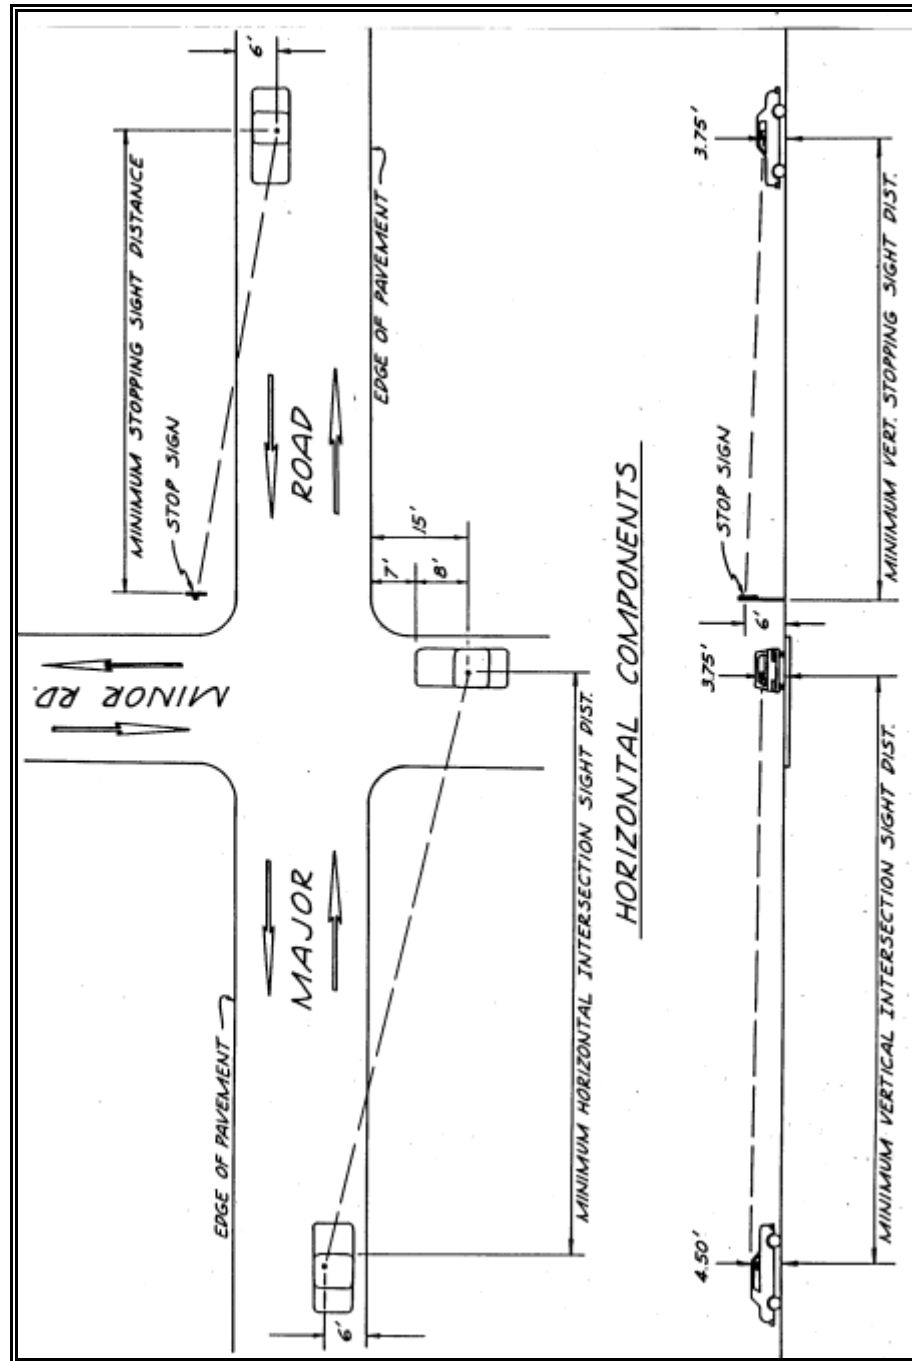 MINIMUM STOPPING SIGHT DISTANCE
STOP SIGN
6'
EDGE OF PAVEMENT
MINOR RD.
MAJOR
ROAD
EDGE OF PAVEMENT
7'
8'
15'
6'
MINIMUM HORIZONTAL INTERSECTION SIGHT DIST.
HORIZONTAL COMPONENTS
4.50'
3.75'
6'
STOP SIGN
3.75'
MINIMUM VERTICAL INTERSECTION SIGHT DIST.
MINIMUM VERT. STOPPING SIGHT DIST.